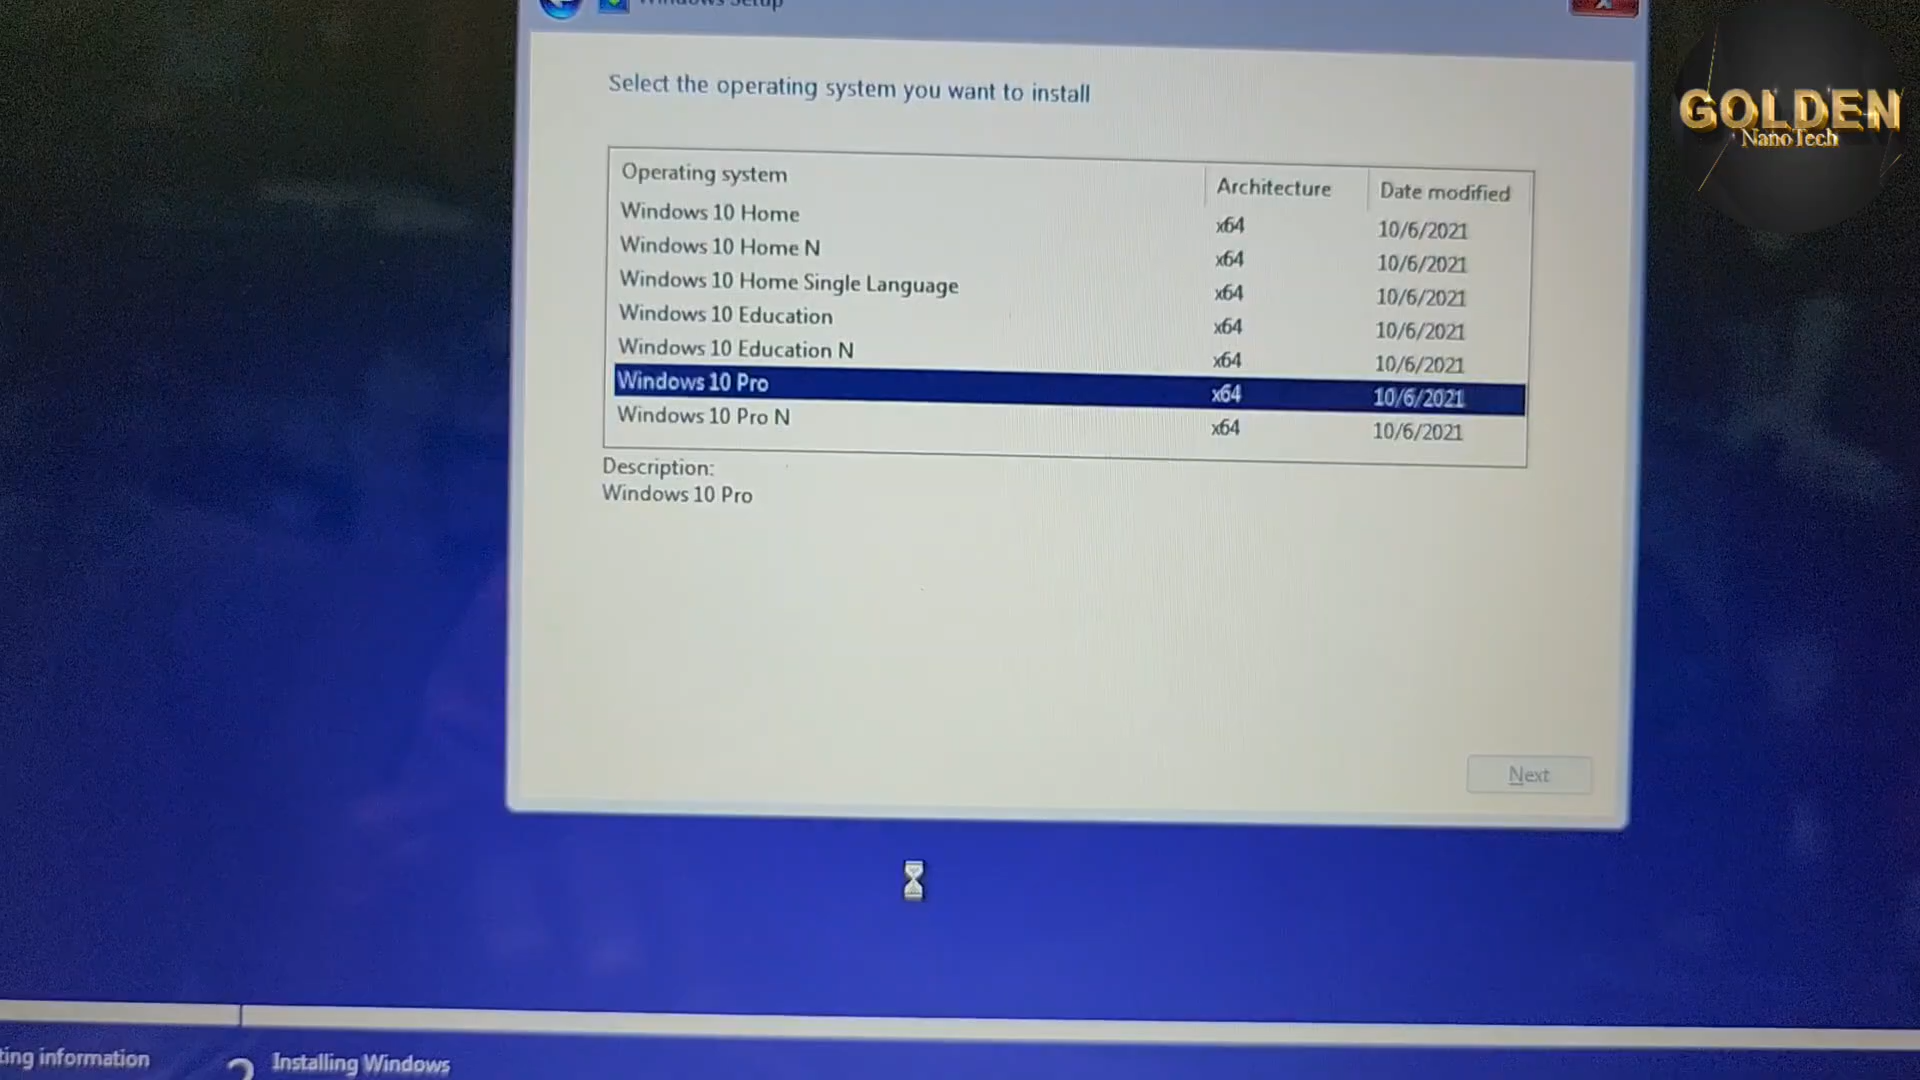 Windows Setup
Select the operating system you want to install
GOLDEN
NanoTech
Operating system Architecture Date modified
Windows 10 Home x64 10/6/2021
Windows 10 Home N x64 10/6/2021
Windows 10 Home Single Language x64 10/6/2021
Windows 10 Education x64 10/6/2021
Windows 10 Education N x64 10/6/2021
Windows 10 Pro x64 10/6/2021
Windows 10 Pro N x64 10/6/2021
Description:
Windows 10 Pro
Next
ting information 2 Installing Windows